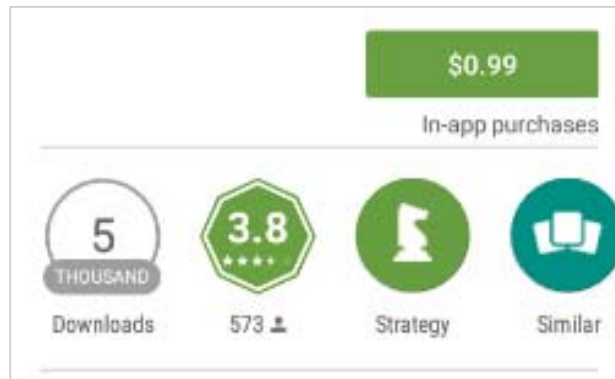 $0.99
In-app purchases
5
THOUSAND
Downloads
3.8
573
Strategy
Similar